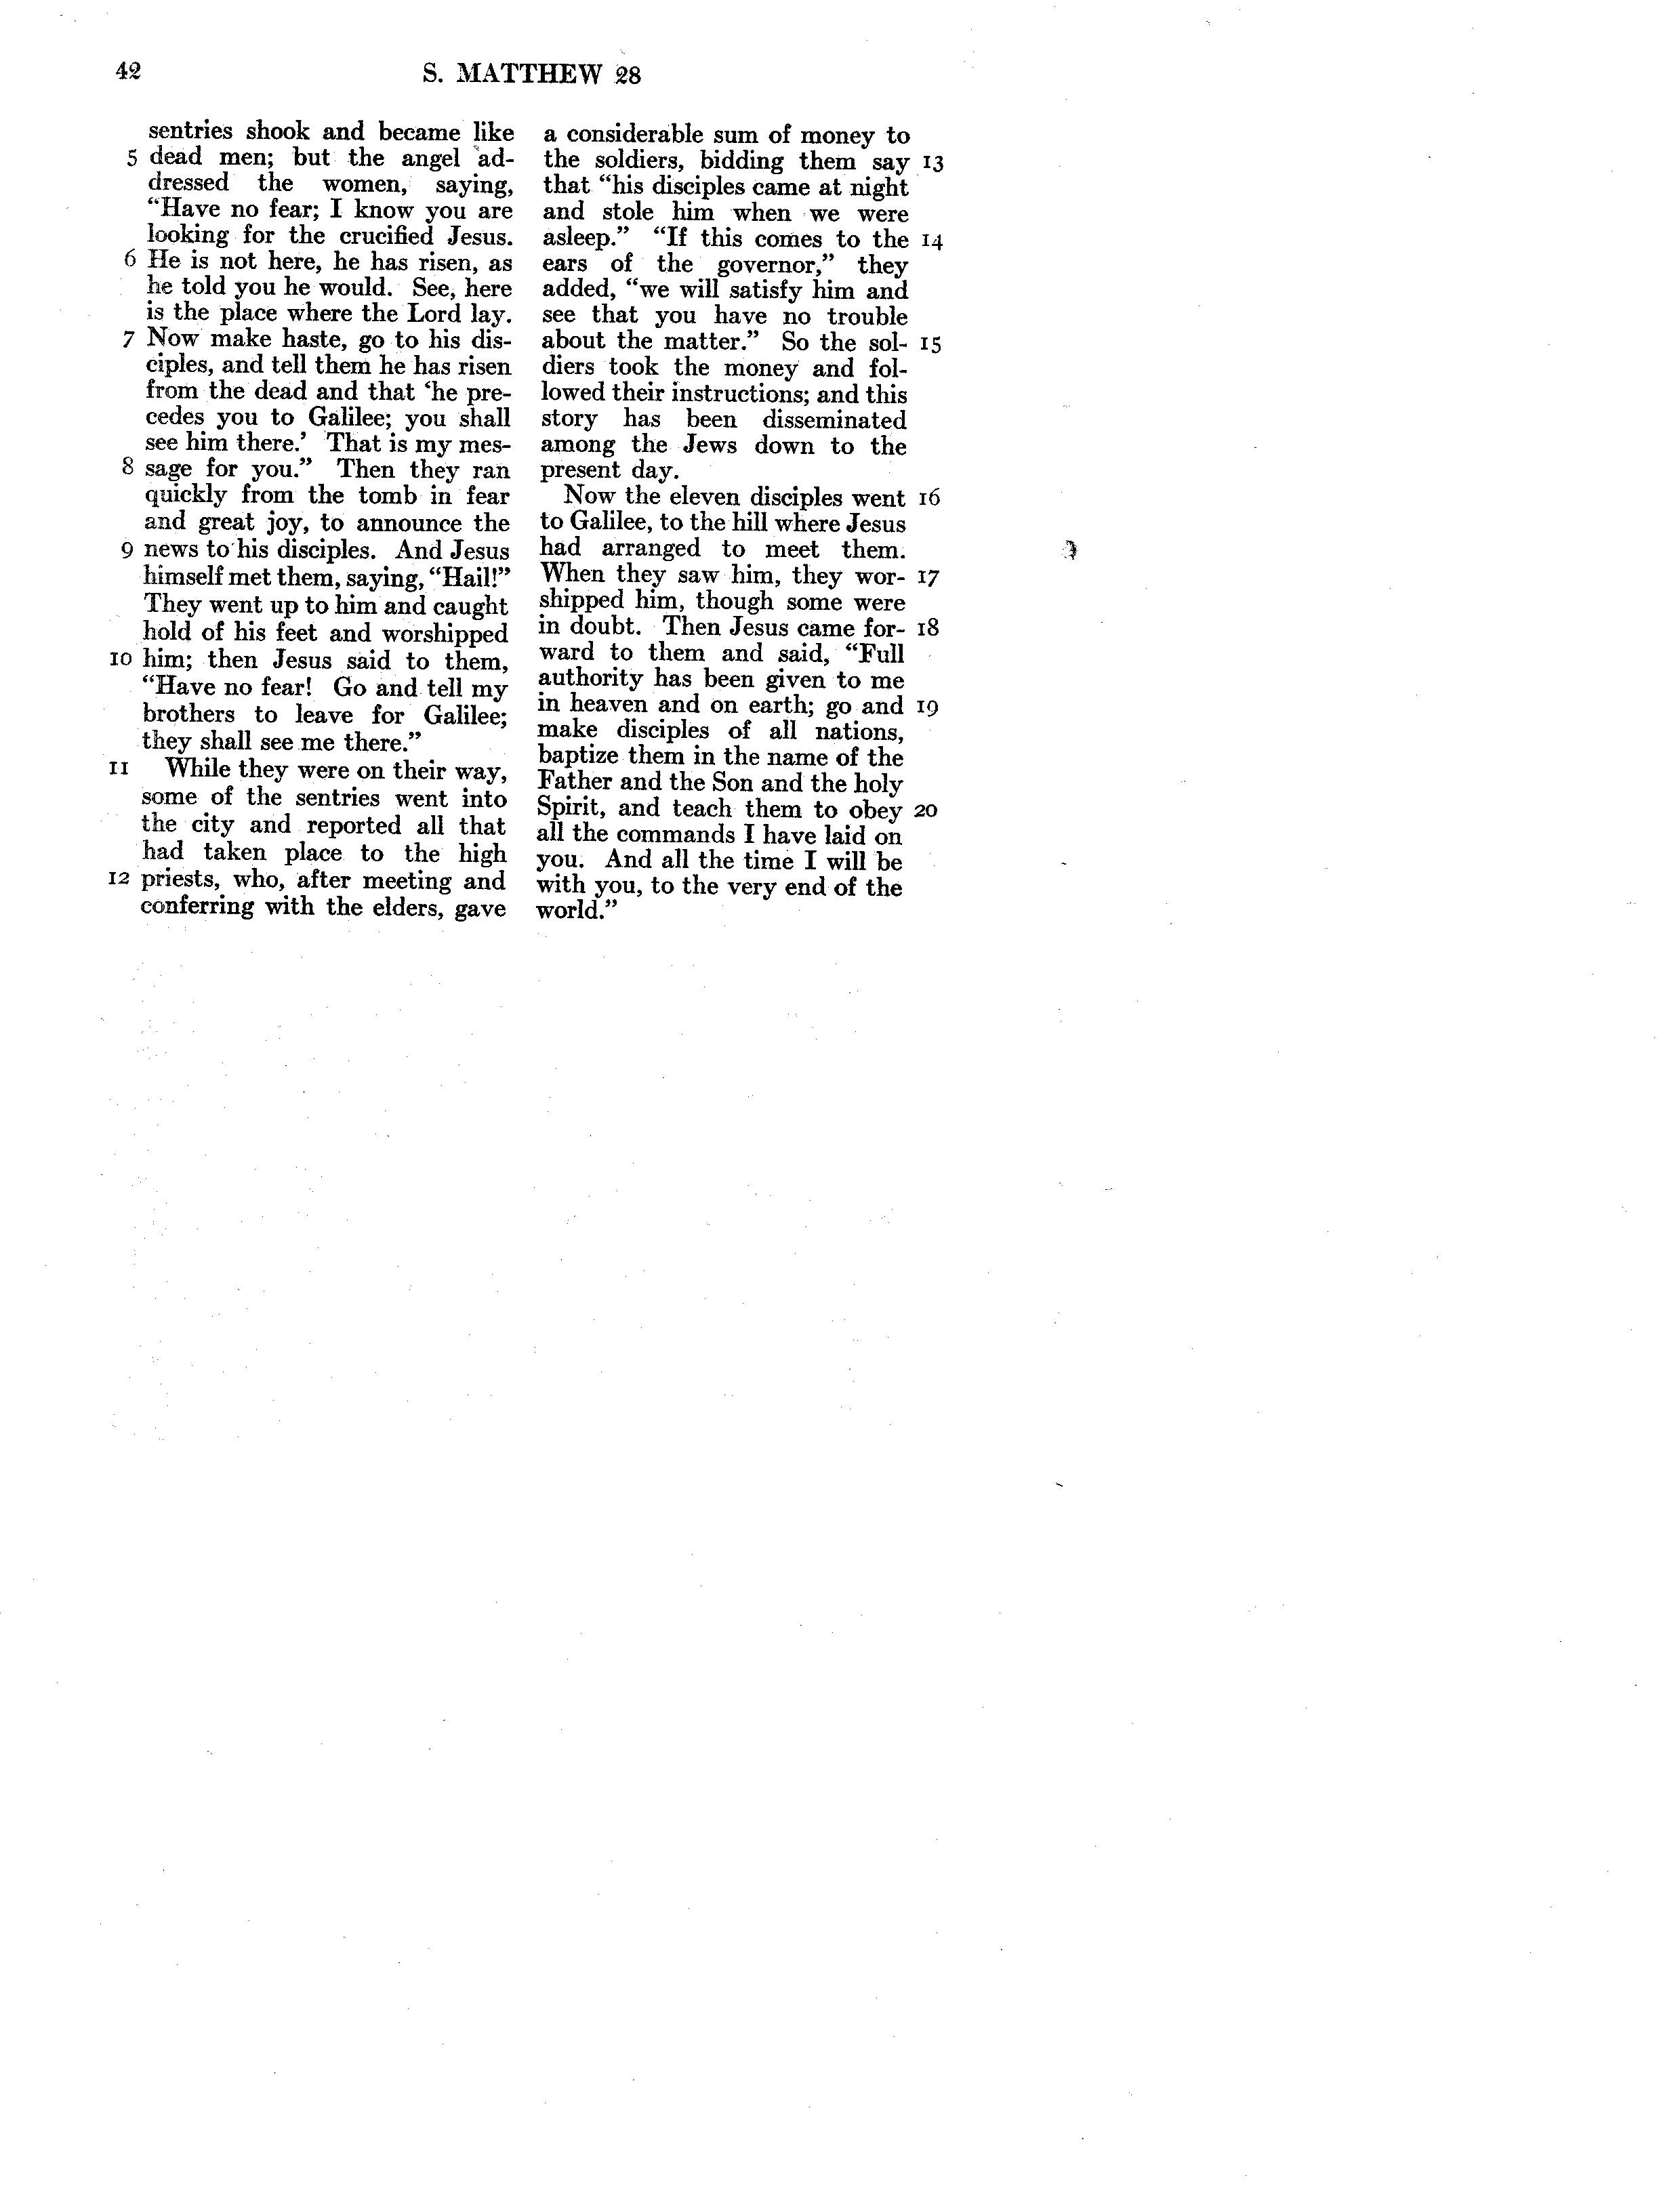 42
S. MATTHEW 28
sentries shook and became like
5 dead men; but the angel ad-
dressed the women, saying,
“Have no fear; I know you are
looking for the crucified Jesus.
6 He is not here, he has risen, as
he told you he would. See, here
is the place where the Lord lay.
7 Now make haste, go to his dis-
ciples, and tell them he has risen
from the dead and that ‘he pre-
cedes you to Galilee; you shall
see him there.’ That is my mes-
8 sage for you.” Then they ran
quickly from the tomb in fear
and great joy, to announce the
9 news to his disciples. And Jesus
himself met them, saying, “Hail!”
They went up to him and caught
hold of his feet and worshipped
10 him; then Jesus said to them,
“Have no fear! Go and tell my
brothers to leave for Galilee;
they shall see me there.”
11 While they were on their way,
some of the sentries went into
the city and reported all that
had taken place to the high
12 priests, who, after meeting and
conferring with the elders, gave
a considerable sum of money to
the soldiers, bidding them say 13
that “his disciples came at night
and stole him when we were
asleep.” “If this comes to the 14
ears of the governor,” they
added, “we will satisfy him and
see that you have no trouble
about the matter.” So the sol- 15
diers took the money and fol-
lowed their instructions; and this
story has been disseminated
among the Jews down to the
present day.
Now the eleven disciples went 16
to Galilee, to the hill where Jesus
had arranged to meet them.
When they saw him, they wor- 17
shipped him, though some were
in doubt. Then Jesus came for- 18
ward to them and said, “Full
authority has been given to me
in heaven and on earth; go and 19
make disciples of all nations,
baptize them in the name of the
Father and the Son and the holy
Spirit, and teach them to obey 20
all the commands I have laid on
you. And all the time I will be
with you, to the very end of the
world.”